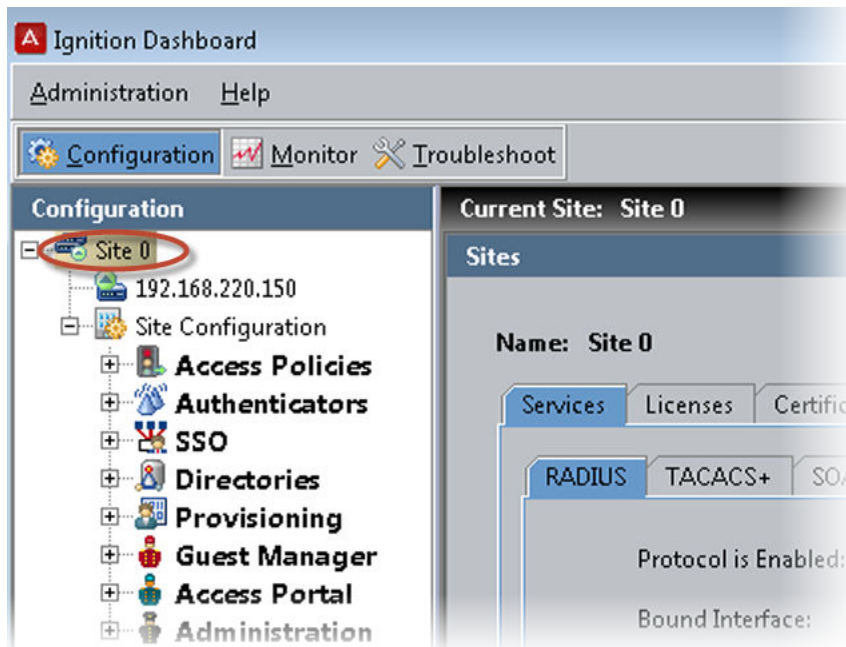 Ignition Dashboard
Administration Help
Configuration Monitor Troubleshoot
Configuration
Site 0
192.168.220.150
Site Configuration
Access Policies
Authenticators
SSO
Directories
Provisioning
Guest Manager
Access Portal
Administration
Current Site: Site 0
Sites
Name: Site 0
Services Licenses
RADIUS TACACS+
Protocol is Enabled:
Bound Interface: